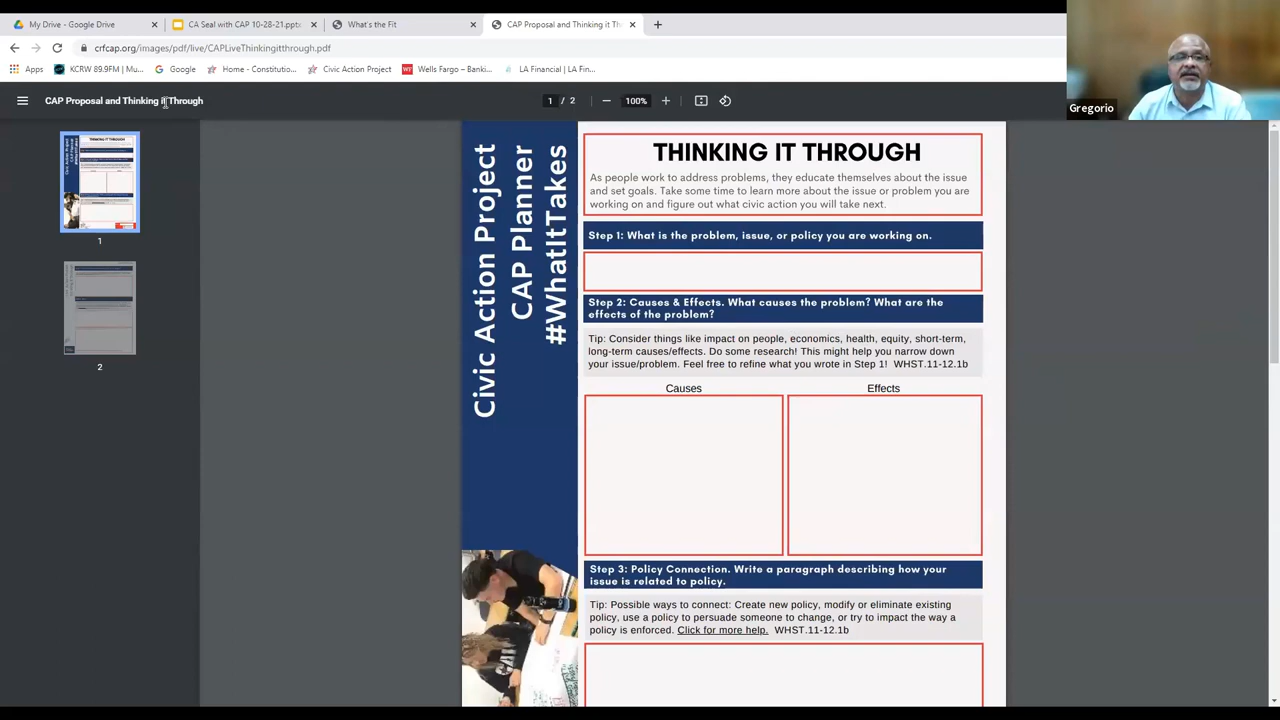 My Drive - Google Drive
CA Seal with CAP 10-28-21.pptx
What's the Fit
CAP Proposal and Thinking it Th
crfcap.org/images/pdf/live/CAPLiveThinkingitthrough.pdf
Apps
KCRW 89.9FM | Mu...
Google
Home - Constitutio...
Civic Action Project
Wells Fargo – Banki...
LA Financial | LA Fin...
CAP Proposal and Thinking it Through
1 / 2
100%
Gregorio
1
2
Civic Action Project
CAP Planner
#WhatItTakes
THINKING IT THROUGH
As people work to address problems, they educate themselves about the issue
and set goals. Take some time to learn more about the issue or problem you are
working on and figure out what civic action you will take next.
Step 1: What is the problem, issue, or policy you are working on.
Step 2: Causes & Effects. What causes the problem? What are the
effects of the problem?
Tip: Consider things like impact on people, economics, health, equity, short-term,
long-term causes/effects. Do some research! This might help you narrow down
your issue/problem. Feel free to refine what you wrote in Step 1! WHST.11-12.1b
Causes
Effects
Step 3: Policy Connection. Write a paragraph describing how your
issue is related to policy.
Tip: Possible ways to connect: Create new policy, modify or eliminate existing
policy, use a policy to persuade someone to change, or try to impact the way a
policy is enforced. Click for more help. WHST.11-12.1b